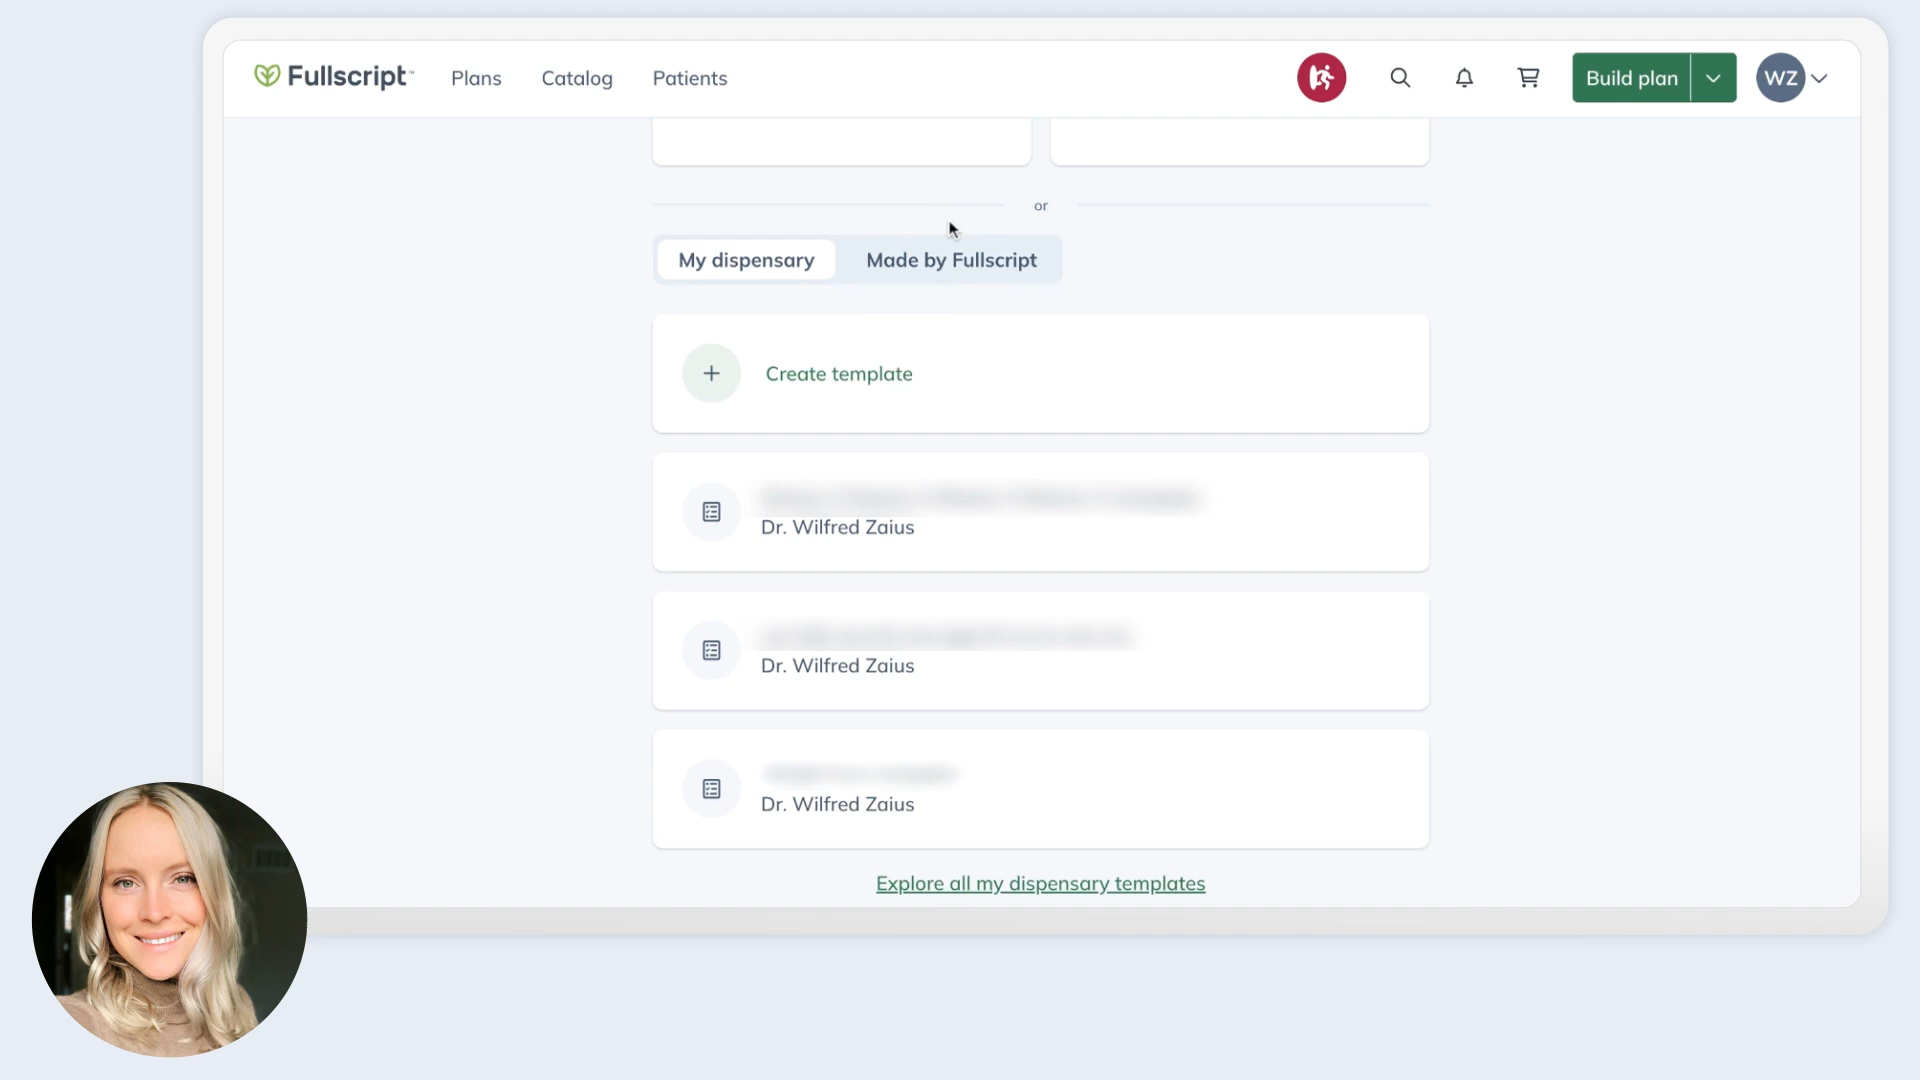 Fullscript™
Plans
Catalog
Patients
Build plan
WZ
or
My dispensary
Made by Fullscript
Create template
Dr. Wilfred Zaius
Dr. Wilfred Zaius
Dr. Wilfred Zaius
Explore all my dispensary templates